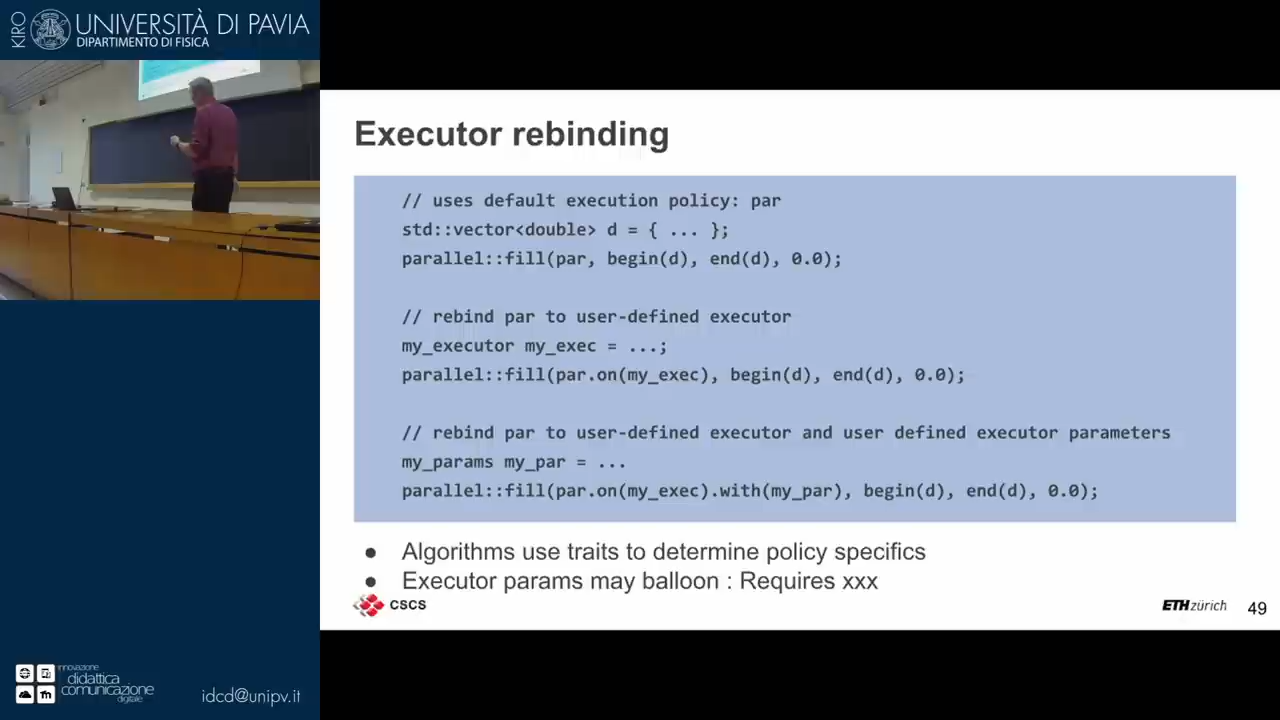 KIRO
UNIVERSITÀ DI PAVIA
DIPARTIMENTO DI FISICA
Executor rebinding
// uses default execution policy: par
std::vector<double> d = { ... };
parallel::fill(par, begin(d), end(d), 0.0);
// rebind par to user-defined executor
my_executor my_exec = ...;
parallel::fill(par.on(my_exec), begin(d), end(d), 0.0);
// rebind par to user-defined executor and user defined executor parameters
my_params my_par = ...
parallel::fill(par.on(my_exec).with(my_par), begin(d), end(d), 0.0);
● Algorithms use traits to determine policy specifics
● Executor params may balloon : Requires xxx
CSCS
ETH zürich
49
innovazione
didattica
comunicazione
digitale
idcd@unipv.it